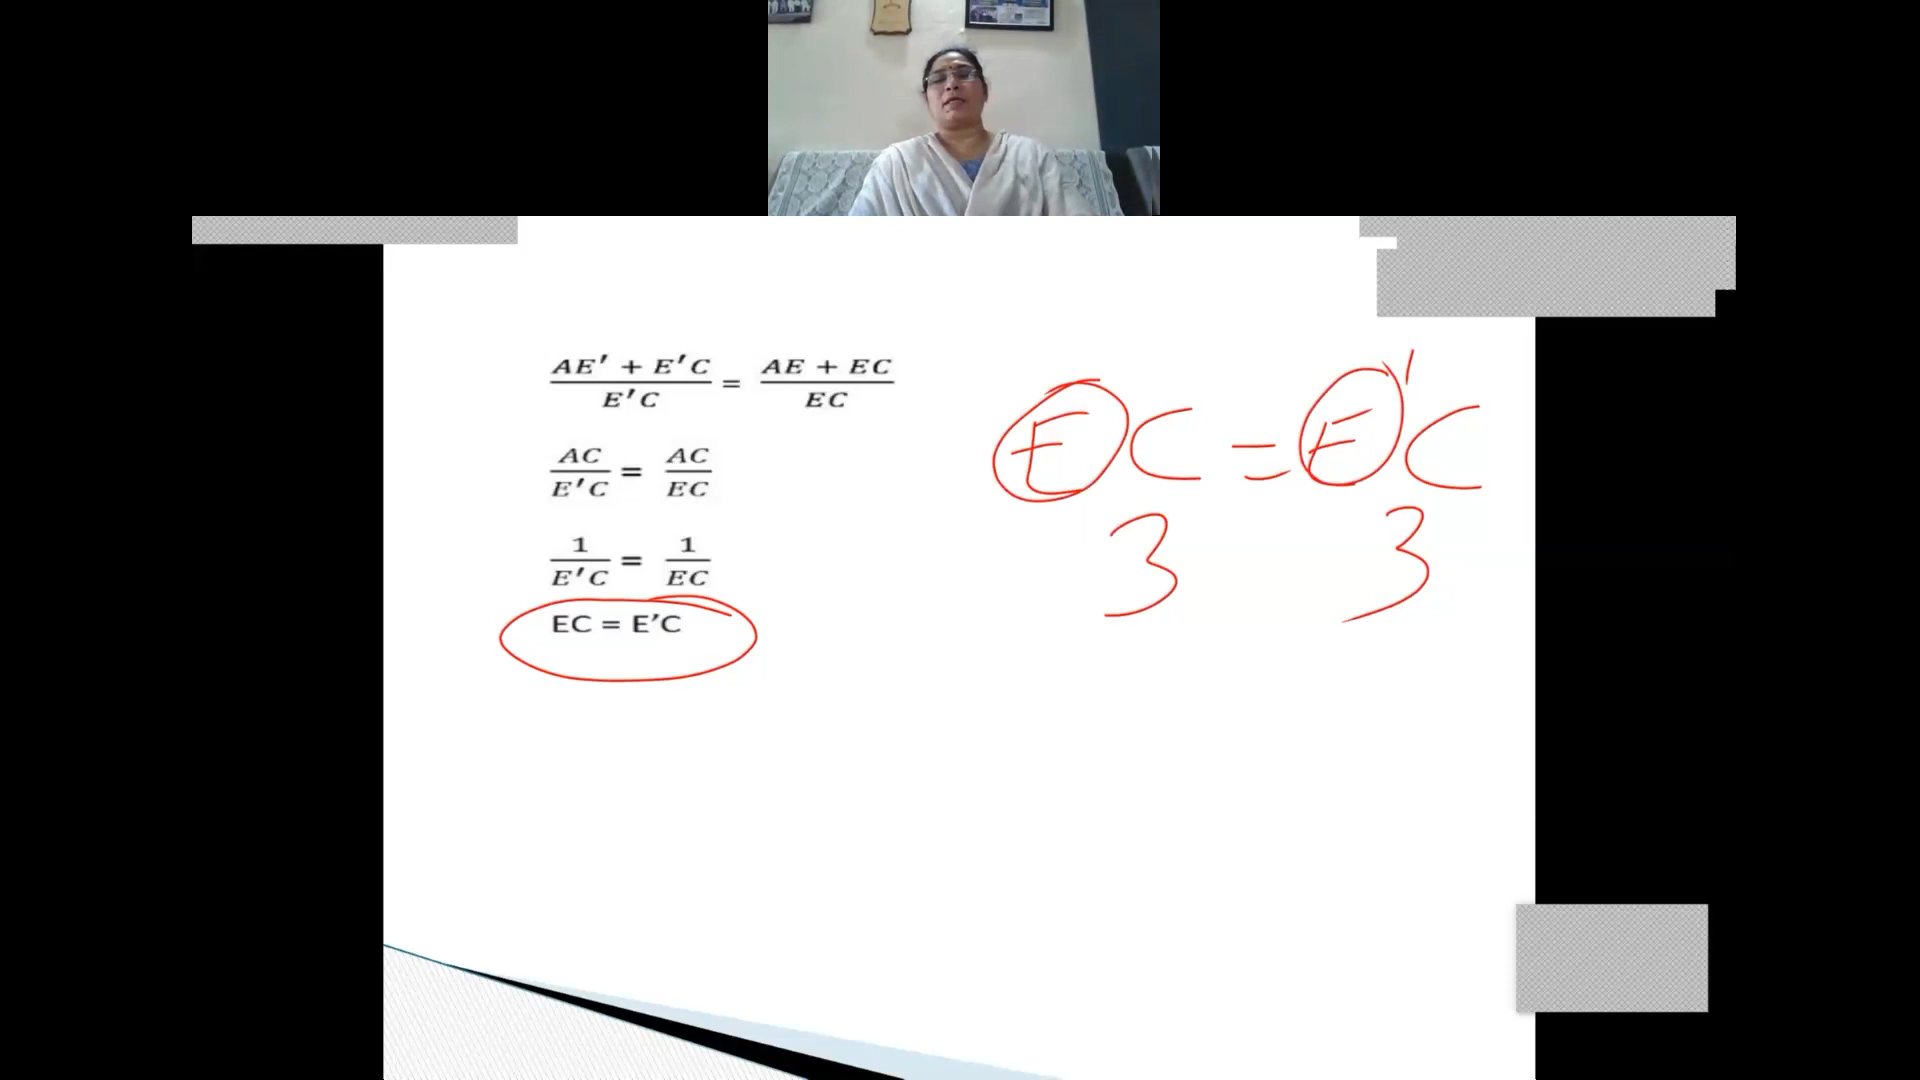 AE′ + E′C / E′C = AE + EC / EC
AC / E′C = AC / EC
1 / E′C = 1 / EC
EC = E′C
EC = E′C
3 3